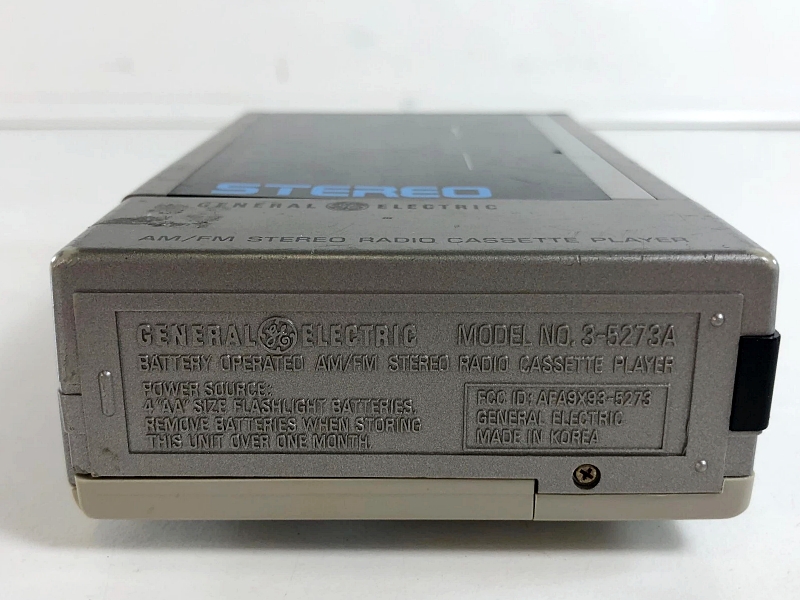 STEREO
GENERAL GE ELECTRIC
AM/FM STEREO RADIO CASSETTE PLAYER
GENERAL GE ELECTRIC MODEL NO. 3-5273A
BATTERY OPERATED AM/FM STEREO RADIO CASSETTE PLAYER
POWER SOURCE:
4 "AA" SIZE FLASHLIGHT BATTERIES.
REMOVE BATTERIES WHEN STORING
THIS UNIT OVER ONE MONTH.
FCC ID: AFA9X93-5273
GENERAL ELECTRIC
MADE IN KOREA